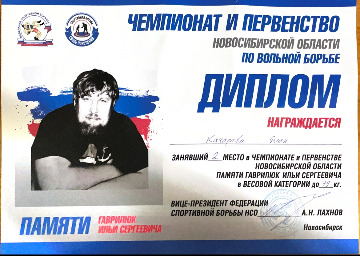 ЧЕМПИОНАТ И ПЕРВЕНСТВО
НОВОСИБИРСКОЙ ОБЛАСТИ
ПО ВОЛЬНОЙ БОРЬБЕ
ДИПЛОМ
НАГРАЖДАЕТСЯ
ЗАНЯВШИЙ 2 МЕСТО в ЧЕМПИОНАТЕ и ПЕРВЕНСТВЕ
НОВОСИБИРСКОЙ ОБЛАСТИ
ПАМЯТИ ГАВРИЛЮК ИЛЬИ СЕРГЕЕВИЧА
в ВЕСОВОЙ КАТЕГОРИИ до кг.
ВИЦЕ-ПРЕЗИДЕНТ ФЕДЕРАЦИИ
СПОРТИВНОЙ БОРЬБЫ НСО А.Н. ЛАХНОВ
Новосибирск
ПАМЯТИ ГАВРИЛЮК
ИЛЬИ СЕРГЕЕВИЧА